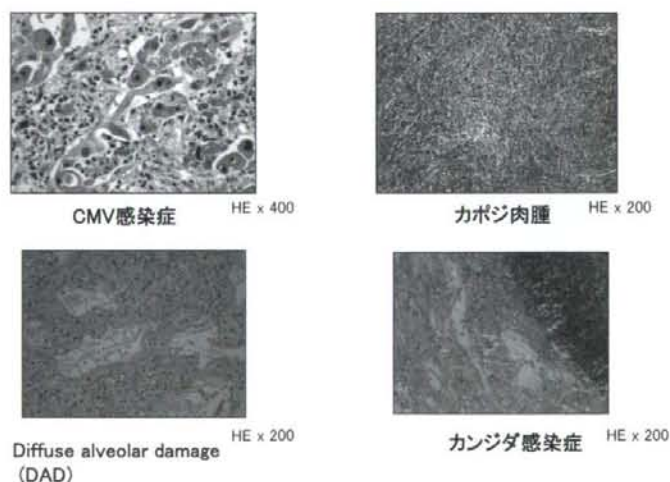 CMV感染症
HE x 400
カポジ肉腫
HE x 200
Diffuse alveolar damage
(DAD)
HE x 200
カンジダ感染症
HE x 200